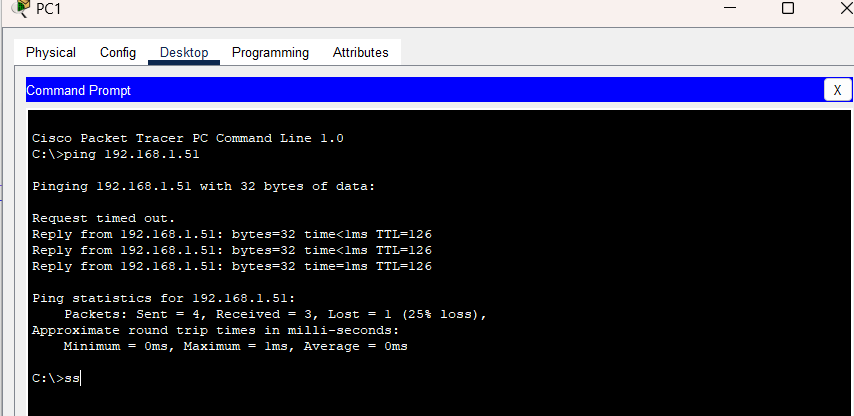 PC1
Physical Config Desktop Programming Attributes
Command Prompt
X
Cisco Packet Tracer PC Command Line 1.0
C:\>ping 192.168.1.51
Pinging 192.168.1.51 with 32 bytes of data:
Request timed out.
Reply from 192.168.1.51: bytes=32 time<1ms TTL=126
Reply from 192.168.1.51: bytes=32 time<1ms TTL=126
Reply from 192.168.1.51: bytes=32 time=1ms TTL=126
Ping statistics for 192.168.1.51:
    Packets: Sent = 4, Received = 3, Lost = 1 (25% loss),
Approximate round trip times in milli-seconds:
    Minimum = 0ms, Maximum = 1ms, Average = 0ms
C:\>ss